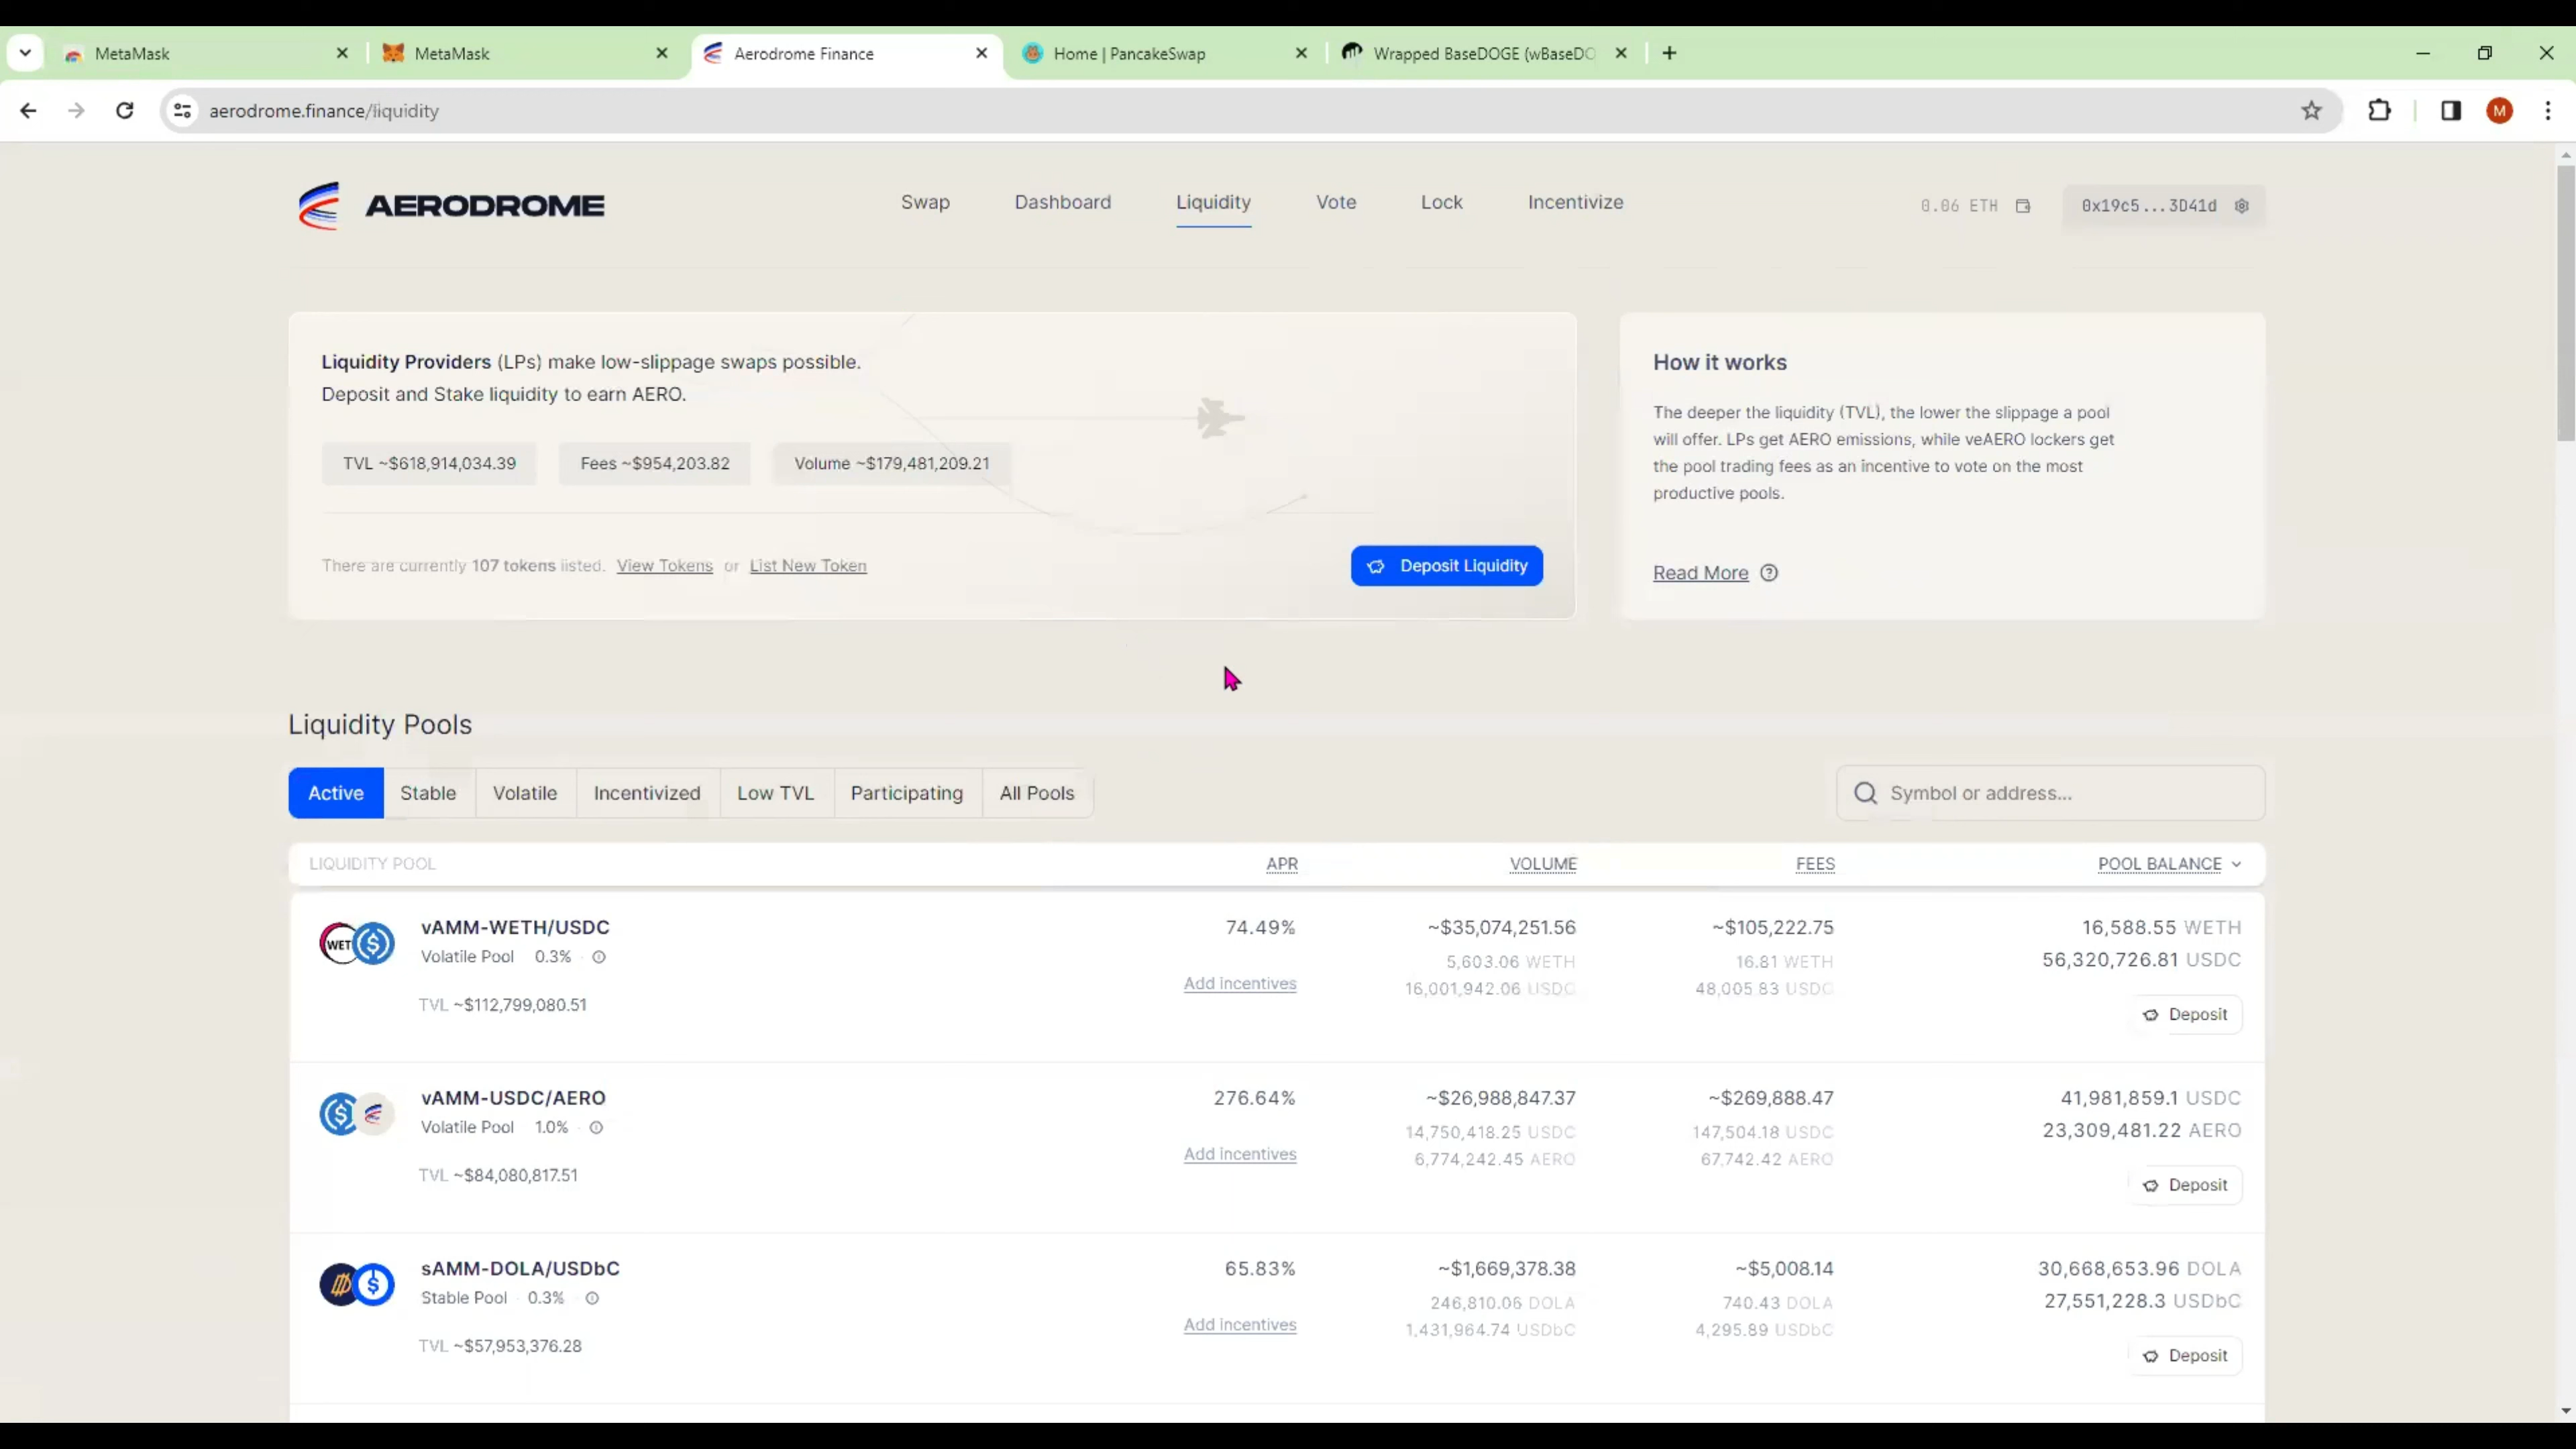 MetaMask
MetaMask
Aerodrome Finance
Home | PancakeSwap
Wrapped BaseDOGE (wBaseDO
aerodrome.finance/liquidity
M
AERODROME
Swap
Dashboard
Liquidity
Vote
Lock
Incentivize
0.06 ETH
0x19c5...3D41d
Liquidity Providers (LPs) make low-slippage swaps possible.
Deposit and Stake liquidity to earn AERO.
TVL ~$618,914,034.39
Fees ~$954,203.82
Volume ~$179,481,209.21
There are currently 107 tokens listed. View Tokens or List New Token
Deposit Liquidity
How it works
The deeper the liquidity (TVL), the lower the slippage a pool
will offer. LPs get AERO emissions, while veAERO lockers get
the pool trading fees as an incentive to vote on the most
productive pools.
Read More
Liquidity Pools
Active
Stable
Volatile
Incentivized
Low TVL
Participating
All Pools
Symbol or address...
LIQUIDITY POOL
APR
VOLUME
FEES
POOL BALANCE
WET
vAMM-WETH/USDC
Volatile Pool 0.3%
TVL ~$112,799,080.51
74.49%
Add incentives
~$35,074,251.56
5,603.06 WETH
16,001,942.06 USDC
~$105,222.75
16.81 WETH
48,005.83 USDC
16,588.55 WETH
56,320,726.81 USDC
Deposit
vAMM-USDC/AERO
Volatile Pool 1.0%
TVL ~$84,080,817.51
276.64%
Add incentives
~$26,988,847.37
14,750,418.25 USDC
6,774,242.45 AERO
~$269,888.47
147,504.18 USDC
67,742.42 AERO
41,981,859.1 USDC
23,309,481.22 AERO
Deposit
sAMM-DOLA/USDbC
Stable Pool 0.3%
TVL ~$57,953,376.28
65.83%
Add incentives
~$1,669,378.38
246,810.06 DOLA
1,431,964.74 USDbC
~$5,008.14
740.43 DOLA
4,295.89 USDbC
30,668,653.96 DOLA
27,551,228.3 USDbC
Deposit